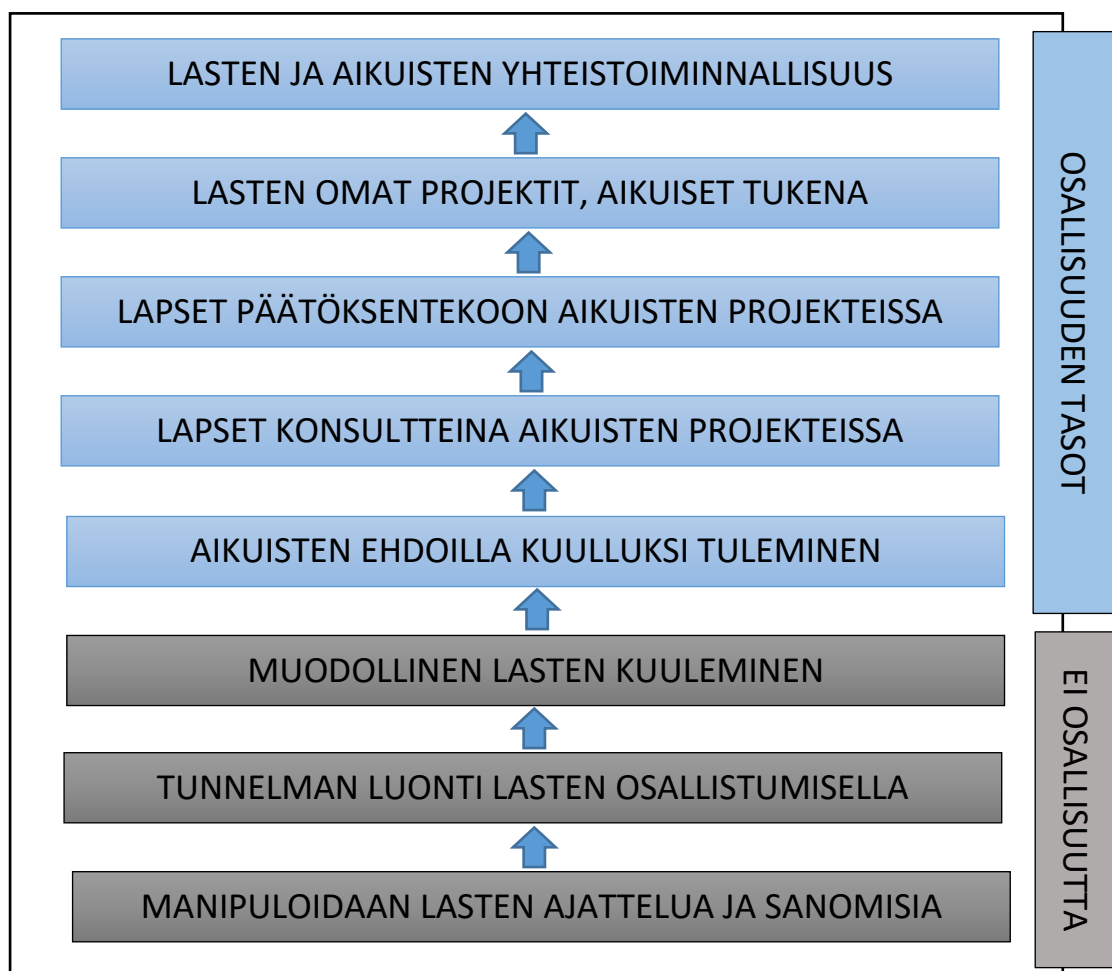 LASTEN JA AIKUISTEN YHTEISTOIMINNALLISUUS
LASTEN OMAT PROJEKTIT, AIKUISET TUKENA
LAPSET PÄÄTÖKSENTEKOON AIKUISTEN PROJEKTEISSA
LAPSET KONSULTTEINA AIKUISTEN PROJEKTEISSA
AIKUISTEN EHDOILLA KUULLUKSI TULEMINEN
MUODOLLINEN LASTEN KUULEMINEN
TUNNELMAN LUONTI LASTEN OSALLISTUMISELLA
MANIPULOIDAAN LASTEN AJATTELUA JA SANOMISIA
OSALLISUUDEN TASOT
EI OSALLISUUTTA